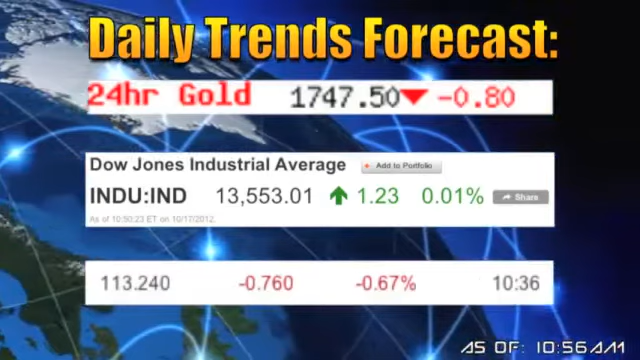 Daily Trends Forecast:
24hr Gold 1747.50▼ -0.80
Dow Jones Industrial Average + Add to Portfolio
INDU:IND 13,553.01 ↑ 1.23 0.01% Share
As of 10:50:23 ET on 10/17/2012.
113.240 -0.760 -0.67% 10:36
AS OF: 10:56AM